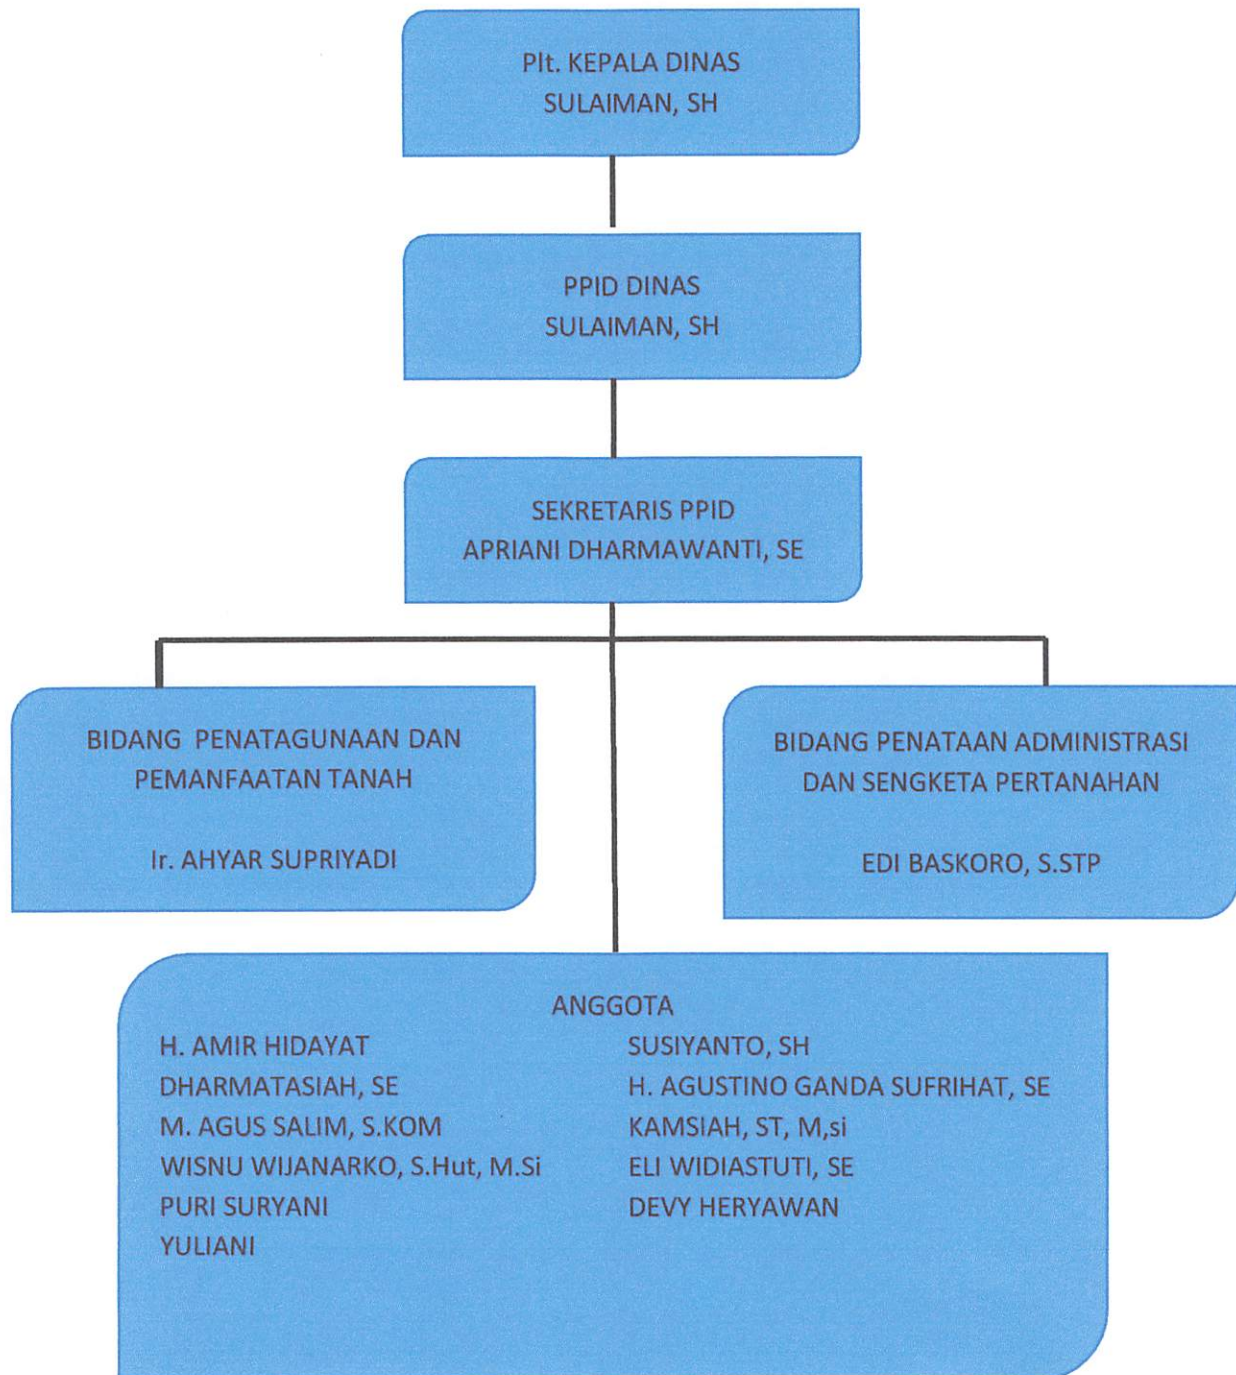 Plt. KEPALA DINAS
SULAIMAN, SH
PPID DINAS
SULAIMAN, SH
SEKRETARIS PPID
APRIANI DHARMAWANTI, SE
BIDANG PENATAGUNAAN DAN
PEMANFAATAN TANAH
Ir. AHYAR SUPRIYADI
BIDANG PENATAAN ADMINISTRASI
DAN SENGKETA PERTANAHAN
EDI BASKORO, S.STP
ANGGOTA
H. AMIR HIDAYAT
DHARMATASIAH, SE
M. AGUS SALIM, S.KOM
WISNU WIJANARKO, S.Hut, M.Si
PURI SURYANI
YULIANI
SUSIYANTO, SH
H. AGUSTINO GANDA SUFRIHAT, SE
KAMSIAH, ST, M,si
ELI WIDIASTUTI, SE
DEVY HERYAWAN